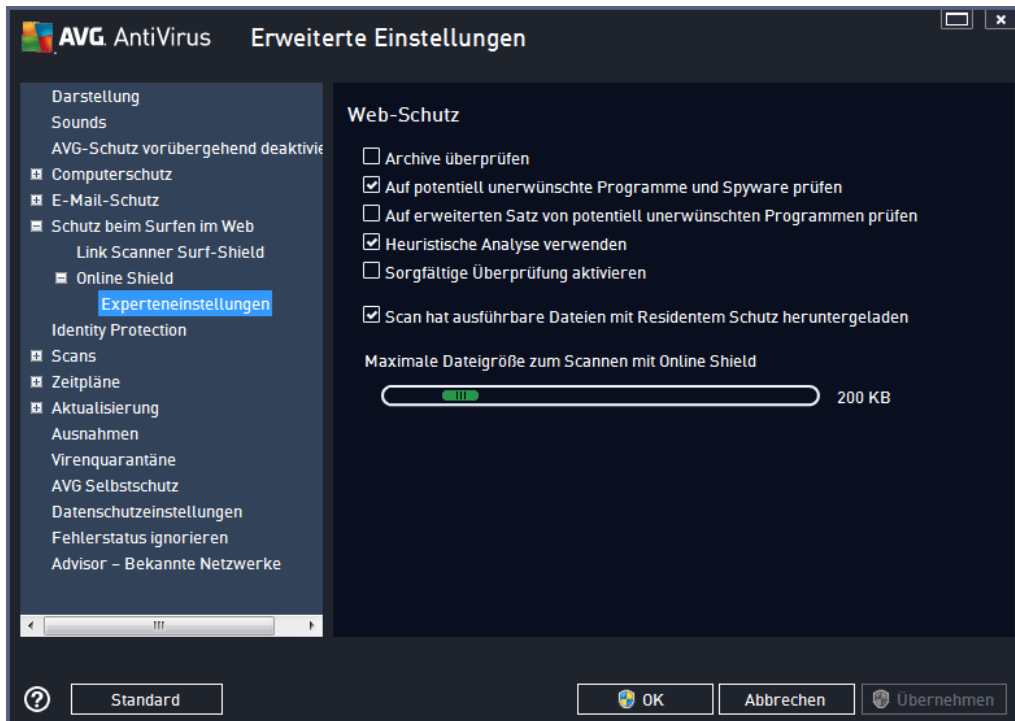 AVG. AntiVirus Erweiterte Einstellungen
Darstellung
Sounds
AVG-Schutz vorübergehend deaktivie
Computerschutz
E-Mail-Schutz
Schutz beim Surfen im Web
Link Scanner Surf-Shield
Online Shield
Experteneinstellungen
Identity Protection
Scans
Zeitpläne
Aktualisierung
Ausnahmen
Virenquarantäne
AVG Selbstschutz
Datenschutzeinstellungen
Fehlerstatus ignorieren
Advisor – Bekannte Netzwerke
Web-Schutz
Archive überprüfen
Auf potentiell unerwünschte Programme und Spyware prüfen
Auf erweiterten Satz von potentiell unerwünschten Programmen prüfen
Heuristische Analyse verwenden
Sorgfältige Überprüfung aktivieren
Scan hat ausführbare Dateien mit Residentem Schutz heruntergeladen
Maximale Dateigröße zum Scannen mit Online Shield
200 KB
Standard
OK
Abbrechen
Übernehmen